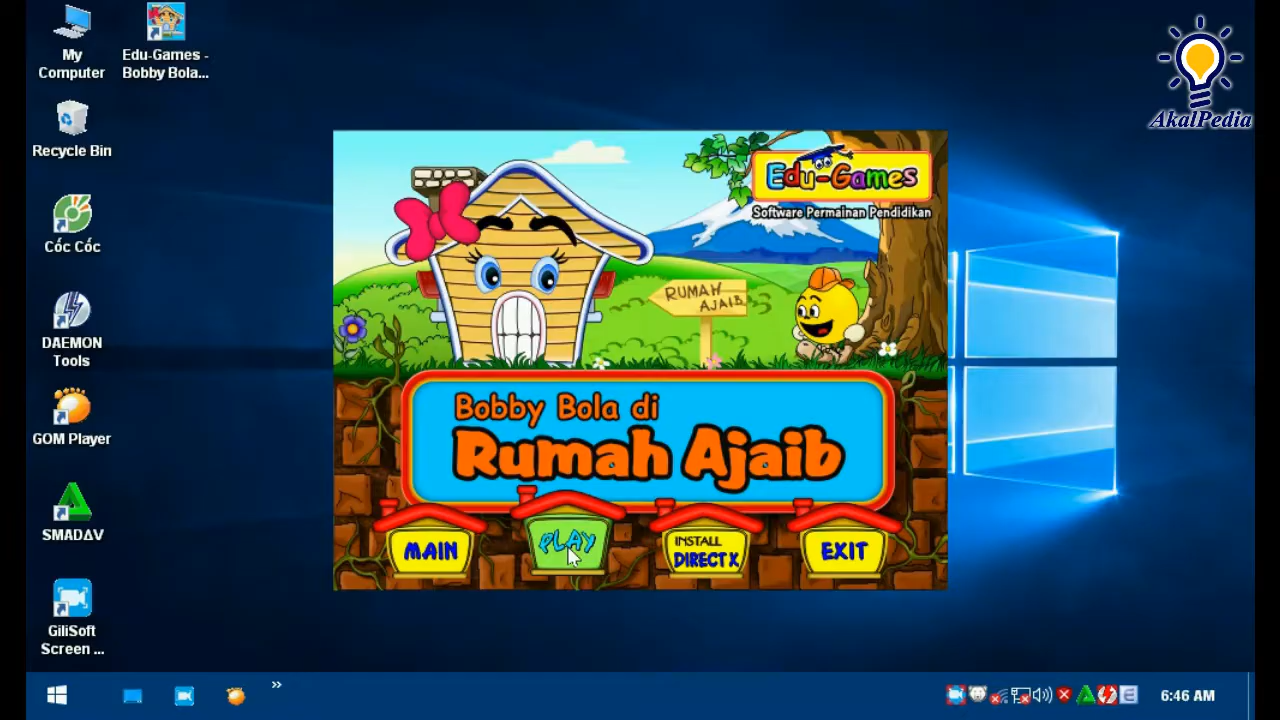 My
Computer
Edu-Games -
Bobby Bola...
Recycle Bin
Cốc Cốc
DAEMON
Tools
GOM Player
SMADΔV
GiliSoft
Screen ...
AkalPedia
Edu-Games
Software Permainan Pendidikan
RUMAH
AJAIB
Bobby Bola di
Rumah Ajaib
MAIN
PLAY
INSTALL
DIRECT X
EXIT
6:46 AM